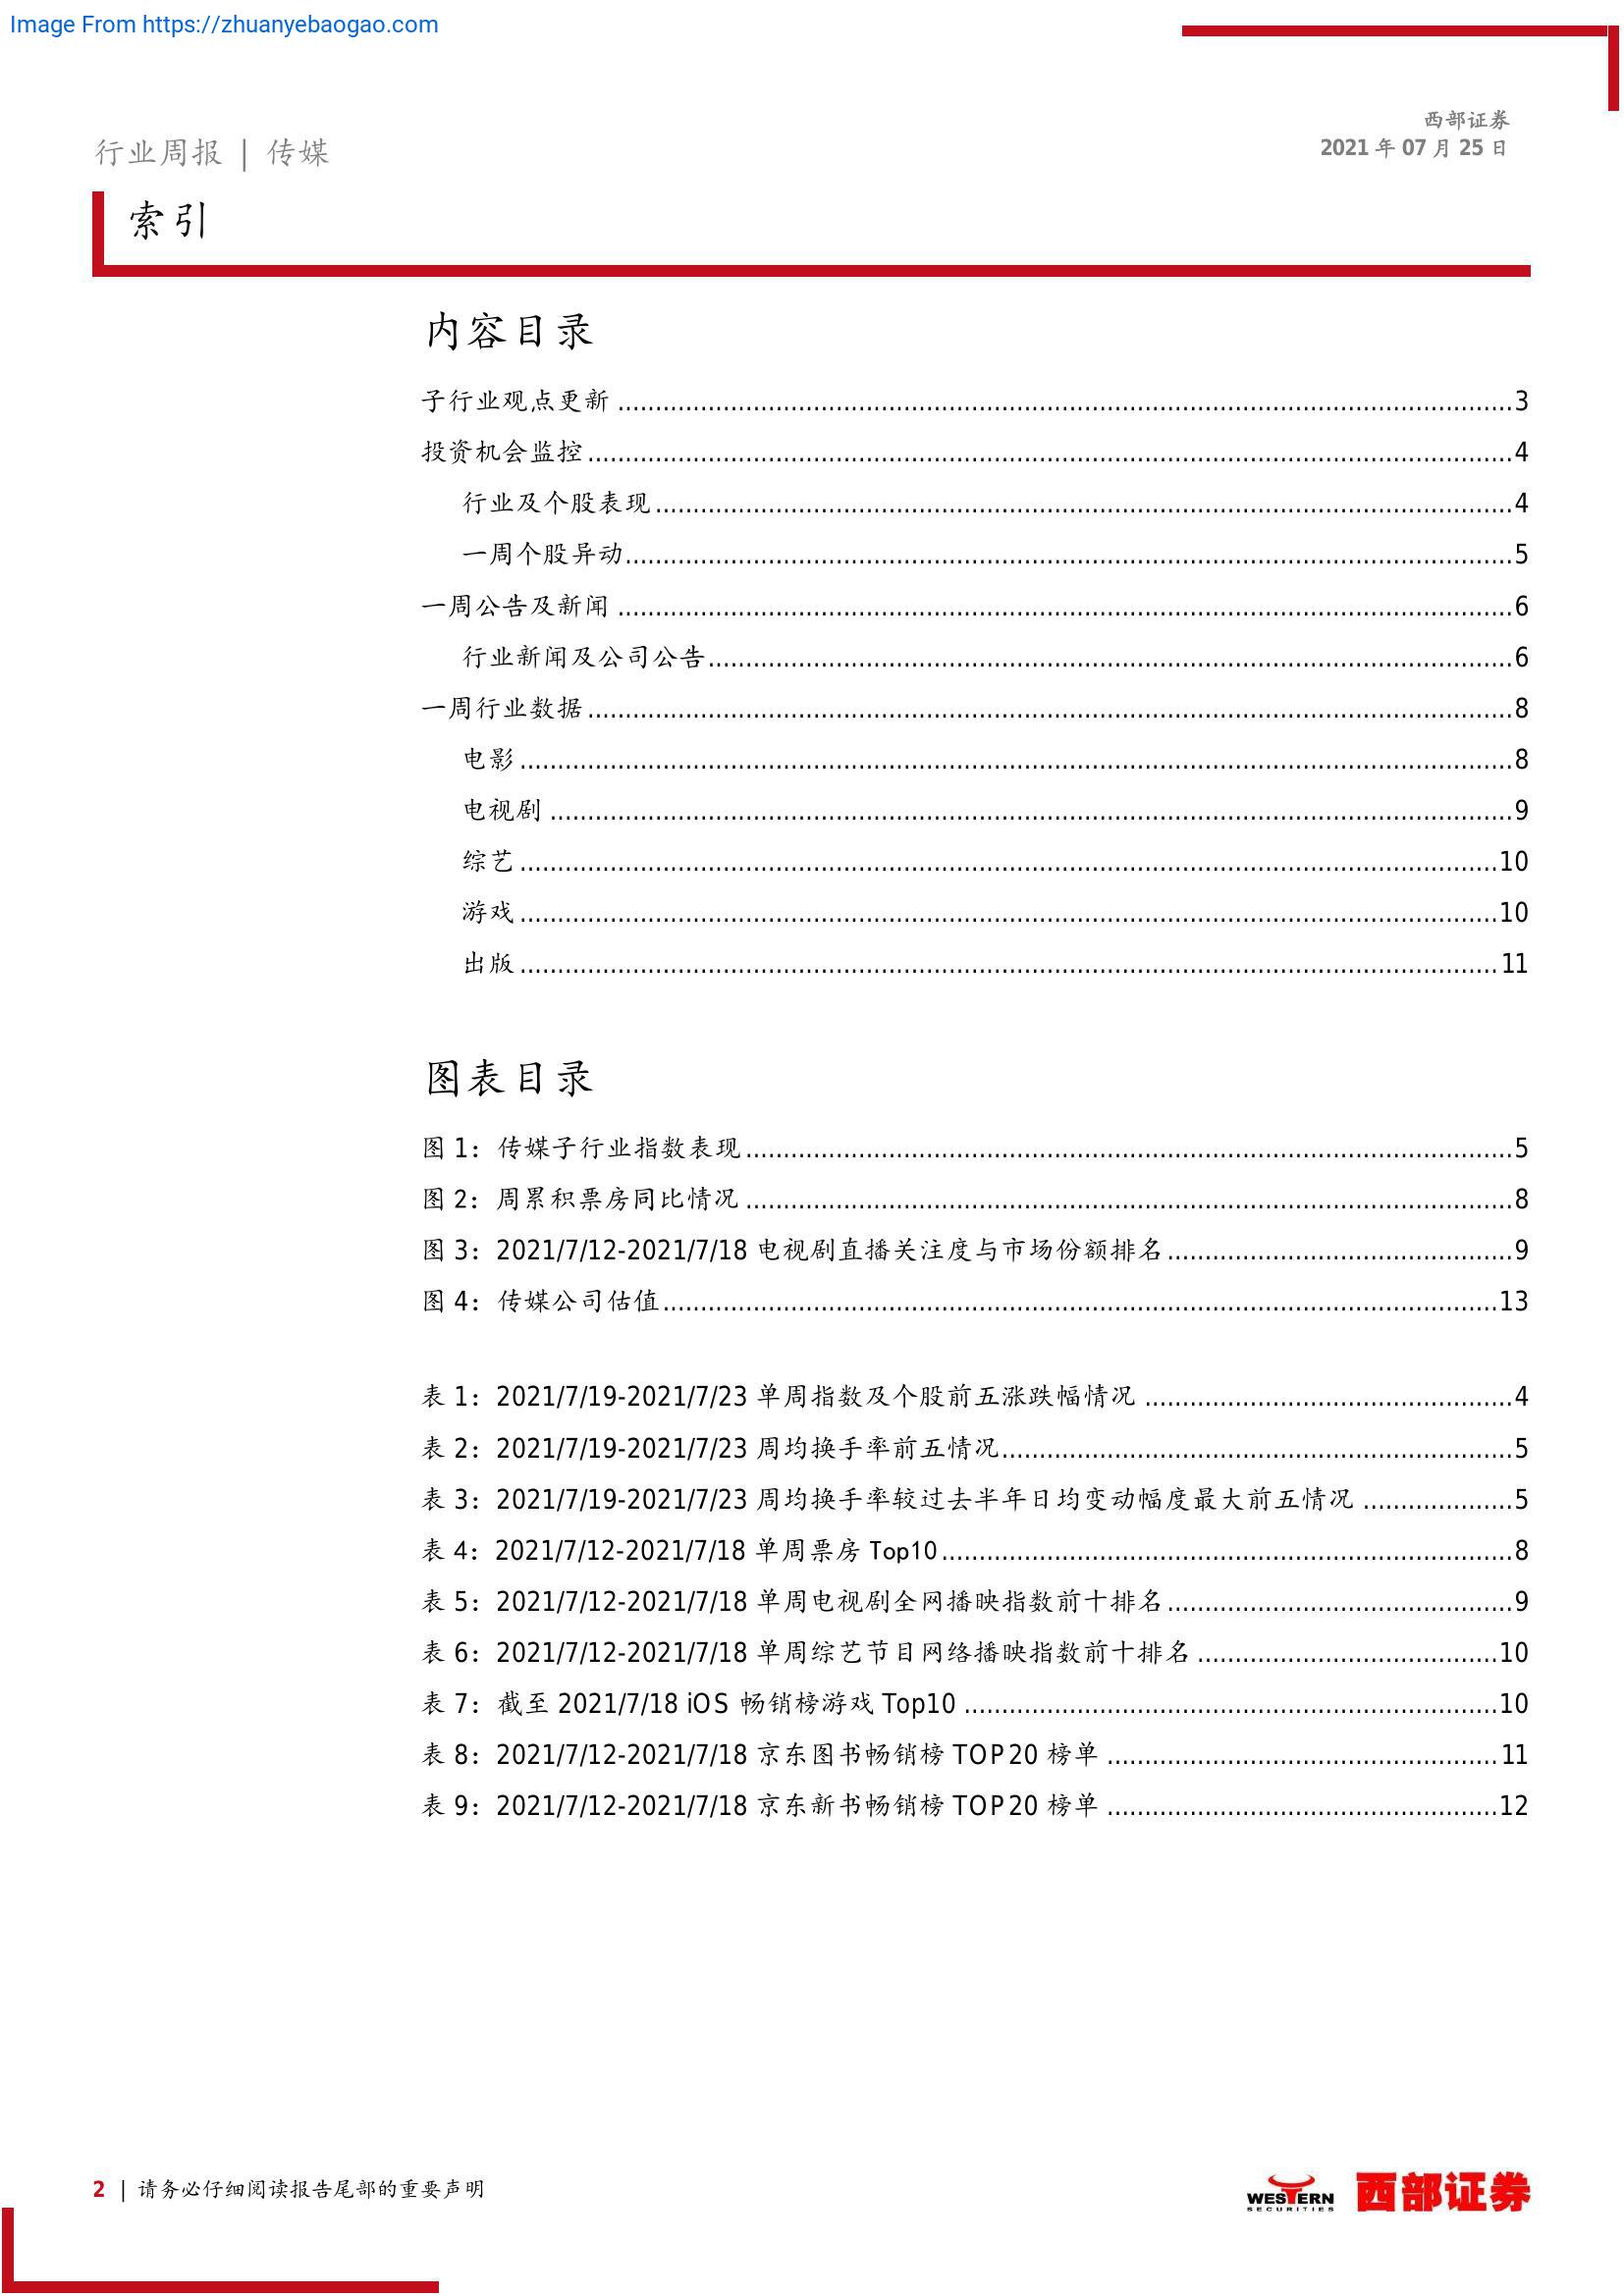 Image From https://zhuanyebaogao.com
西部证券
行业周报 | 传媒
2021 年 07 月 25 日
索引
内容目录
子行业观点更新 ........ 3
投资机会监控 ........ 4
行业及个股表现 ........ 4
一周个股异动 ........ 5
一周公告及新闻 ........ 6
行业新闻及公司公告 ........ 6
一周行业数据 ........ 8
电影 ........ 8
电视剧 ........ 9
综艺 ........ 10
游戏 ........ 10
出版 ........ 11
图表目录
图 1：传媒子行业指数表现 ........ 5
图 2：周累积票房同比情况 ........ 8
图 3：2021/7/12-2021/7/18 电视剧直播关注度与市场份额排名 ........ 9
图 4：传媒公司估值 ........ 13
表 1：2021/7/19-2021/7/23 单周指数及个股前五涨跌幅情况 ........ 4
表 2：2021/7/19-2021/7/23 周均换手率前五情况 ........ 5
表 3：2021/7/19-2021/7/23 周均换手率较过去半年日均变动幅度最大前五情况 ........ 5
表 4：2021/7/12-2021/7/18 单周票房 Top10 ........ 8
表 5：2021/7/12-2021/7/18 单周电视剧全网播映指数前十排名 ........ 9
表 6：2021/7/12-2021/7/18 单周综艺节目网络播映指数前十排名 ........ 10
表 7：截至 2021/7/18 iOS 畅销榜游戏 Top10 ........ 10
表 8：2021/7/12-2021/7/18 京东图书畅销榜 TOP20 榜单 ........ 11
表 9：2021/7/12-2021/7/18 京东新书畅销榜 TOP20 榜单 ........ 12
2 | 请务必仔细阅读报告尾部的重要声明
WESTERN
SECURITIES
西部证券